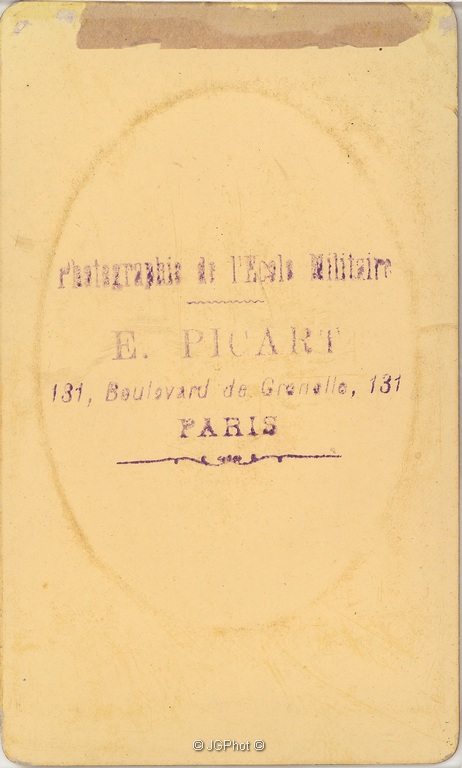 Photographie de l'Ecole Militaire
E. PICART
131, Boulevard de Grenelle, 131
PARIS
© JGPhot ©